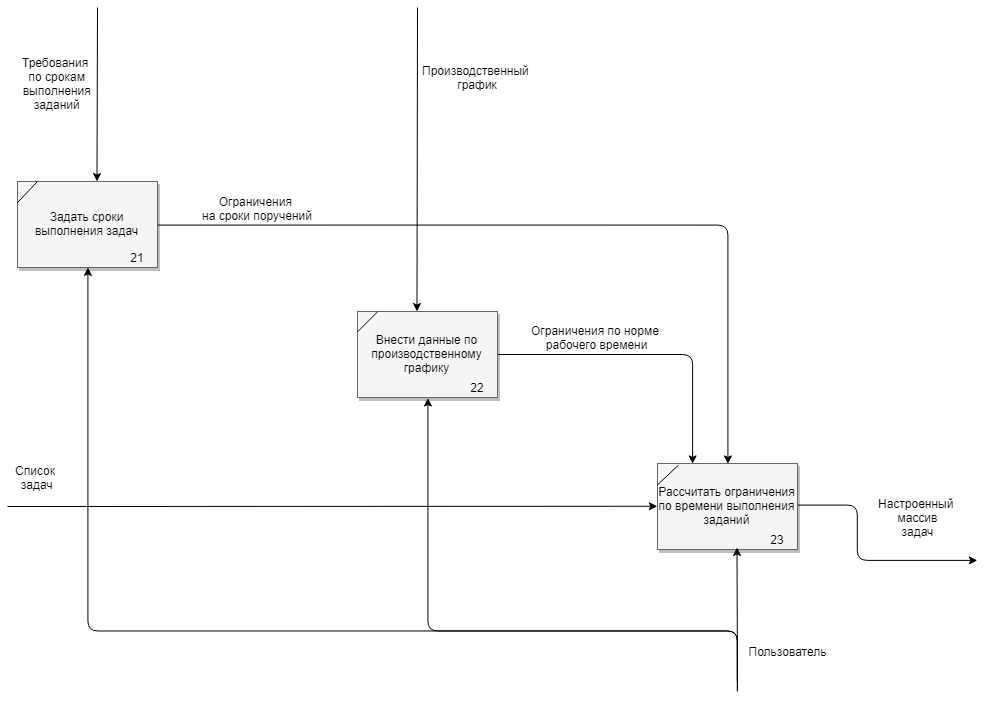 Требования
по срокам
выполнения
заданий
Производственный
график
Задать сроки
выполнения задач
21
Ограничения
на сроки поручений
Внести данные по
производственному
графику
22
Ограничения по норме
рабочего времени
Список
задач
Рассчитать ограничения
по времени выполнения
заданий
23
Настроенный
массив
задач
Пользователь